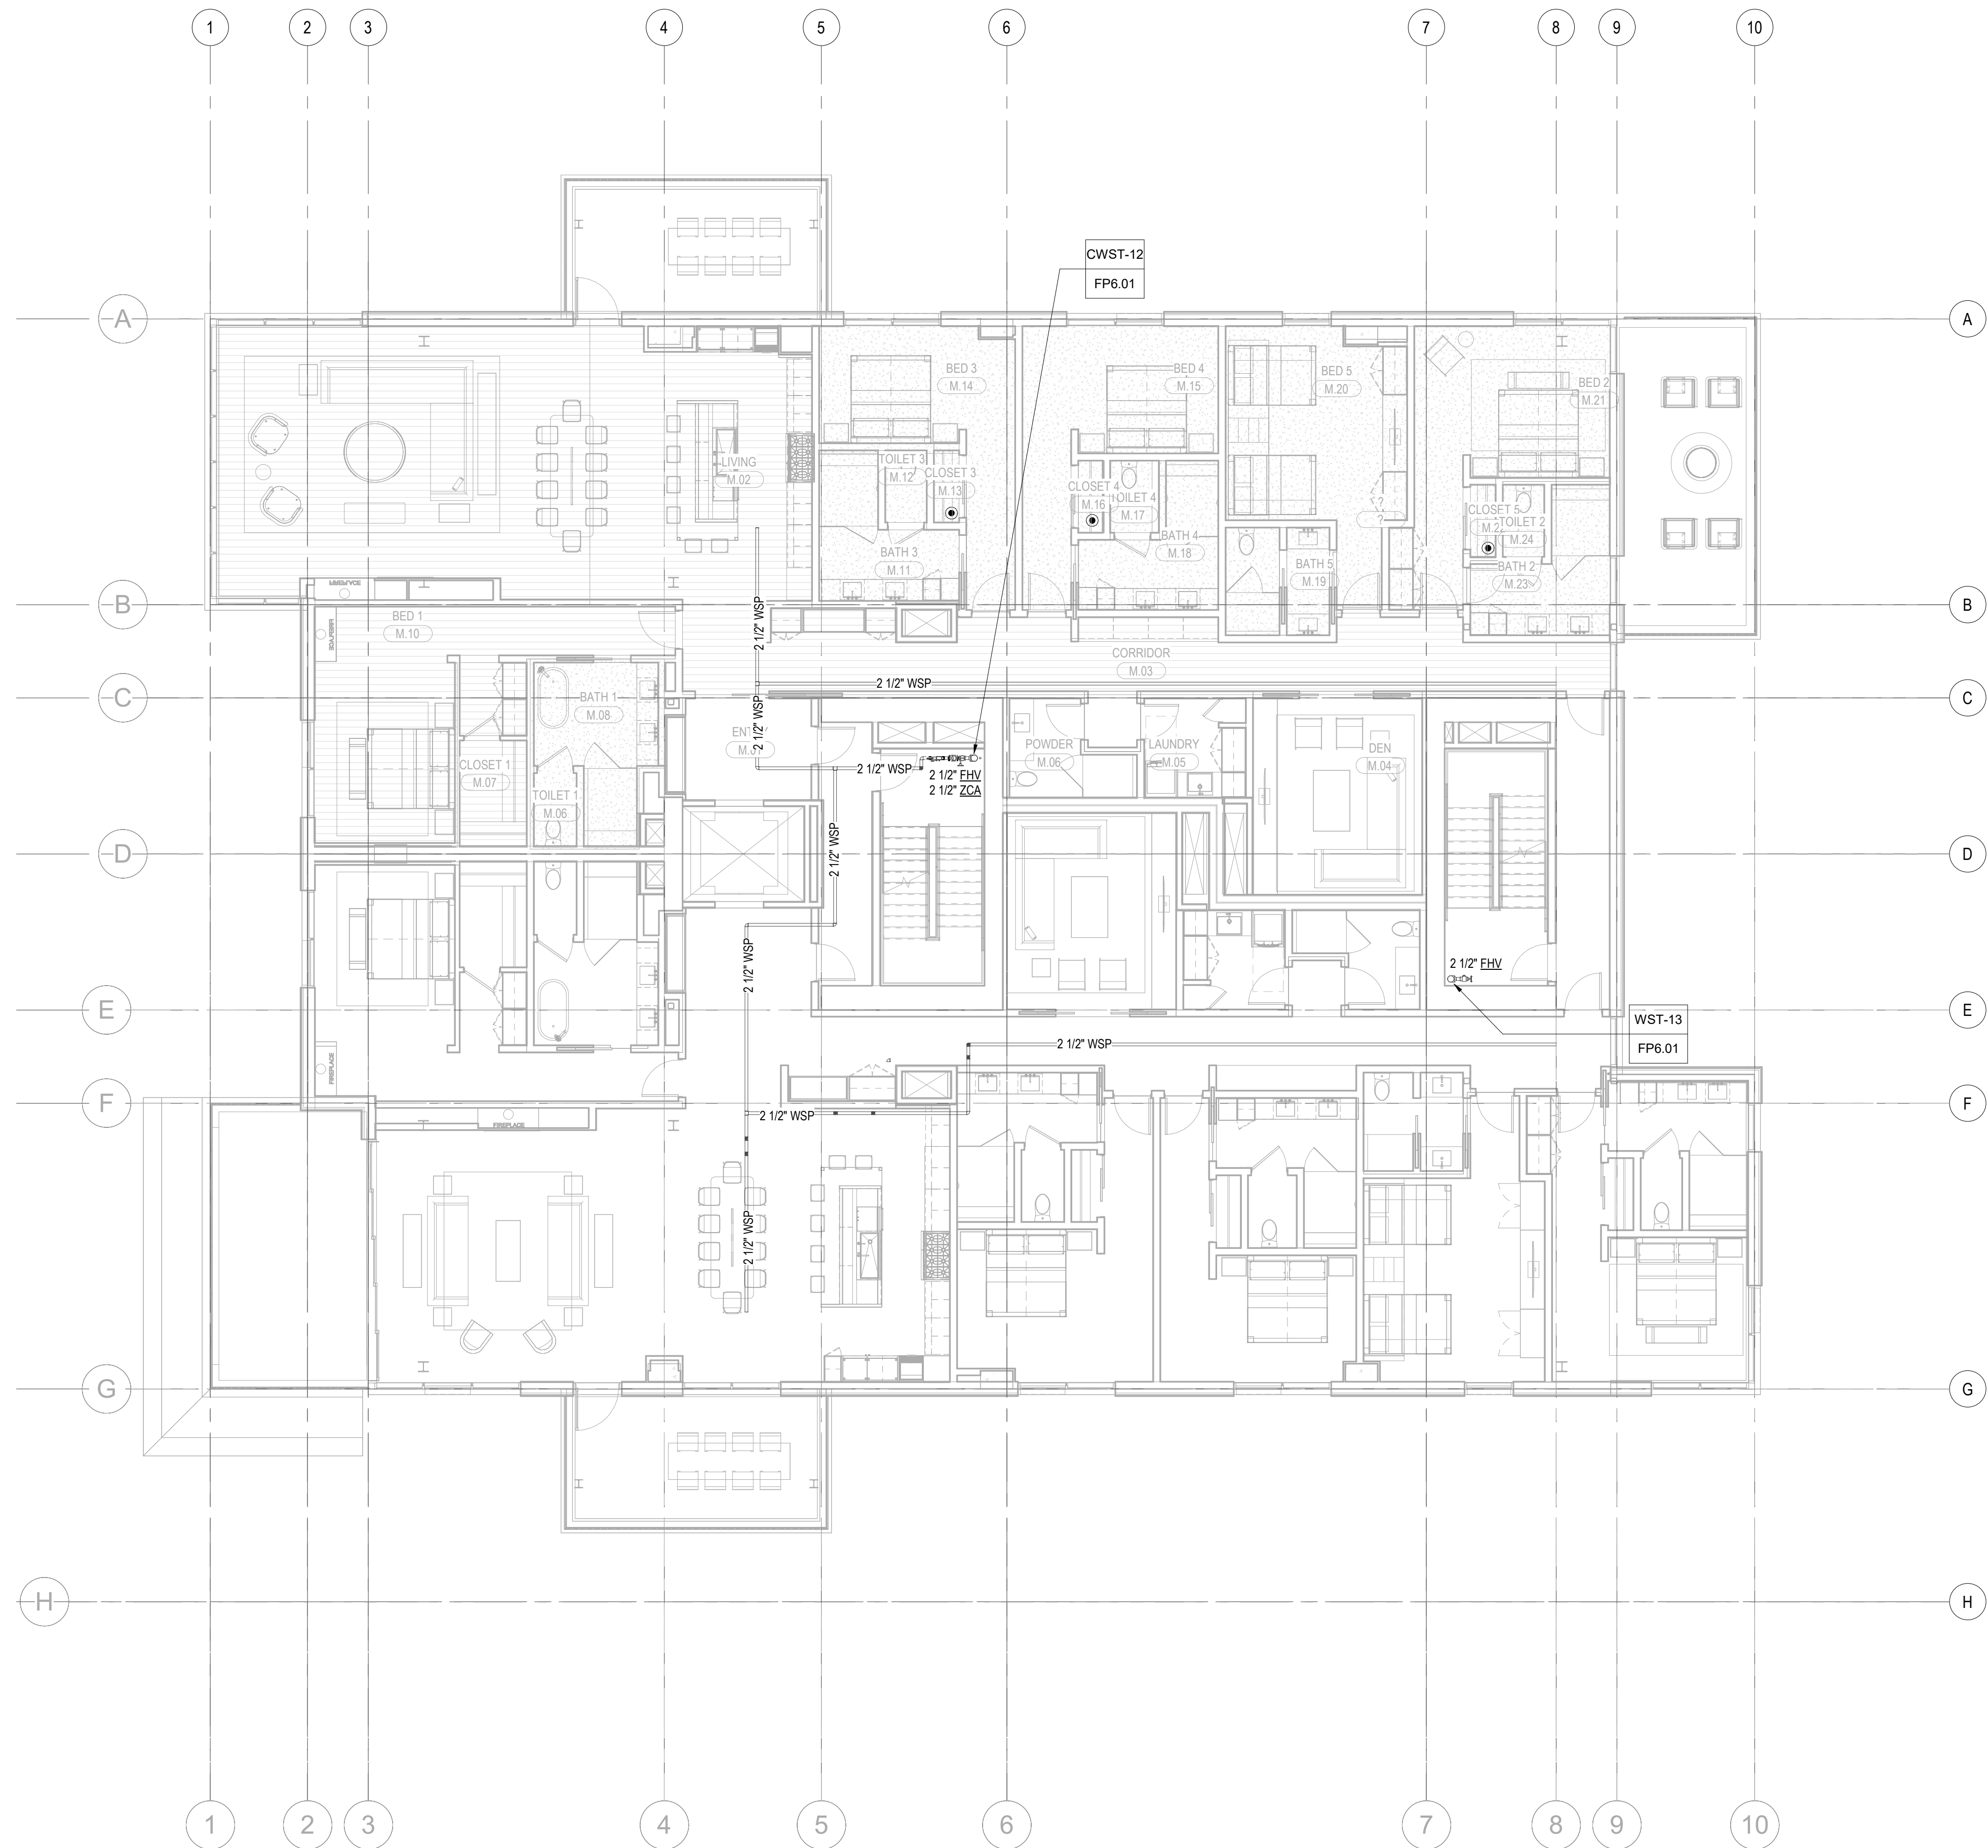 1
2
3
4
5
6
7
8
9
10
CWST-12
FP6.01
A
A
BED 3
M.14
BED 4
M.15
BED 5
M.20
BED 2
M.21
LIVING
M.02
TOILET 3
M.12
CLOSET 3
M.13
CLOSET 4
M.16
TOILET 4
M.17
?
?
CLOSET 5
M.2
TOILET 2
M.24
BATH 3
M.11
BATH 4
M.18
BATH 5
M.19
BATH 2
M.23
FIREPLACE
B
B
BED 1
M.10
FIREPLACE
2 1/2" WSP
CORRIDOR
M.03
2 1/2" WSP
C
C
BATH 1
M.08
2 1/2" WSP
M.0
POWDER
M.06
LAUNDRY
M.05
DEN
M.04
CLOSET 1
M.07
2 1/2" WSP
2 1/2" FHV
2 1/2" ZCA
TOILET 1
M.06
2 1/2" WSP
D
D
2 1/2" WSP
2 1/2" FHV
E
E
WST-13
FP6.01
2 1/2" WSP
FIREPLACE
F
F
2 1/2" WSP
FIREPLACE
2 1/2" WSP
G
G
H
H
1
2
3
4
5
6
7
8
9
10